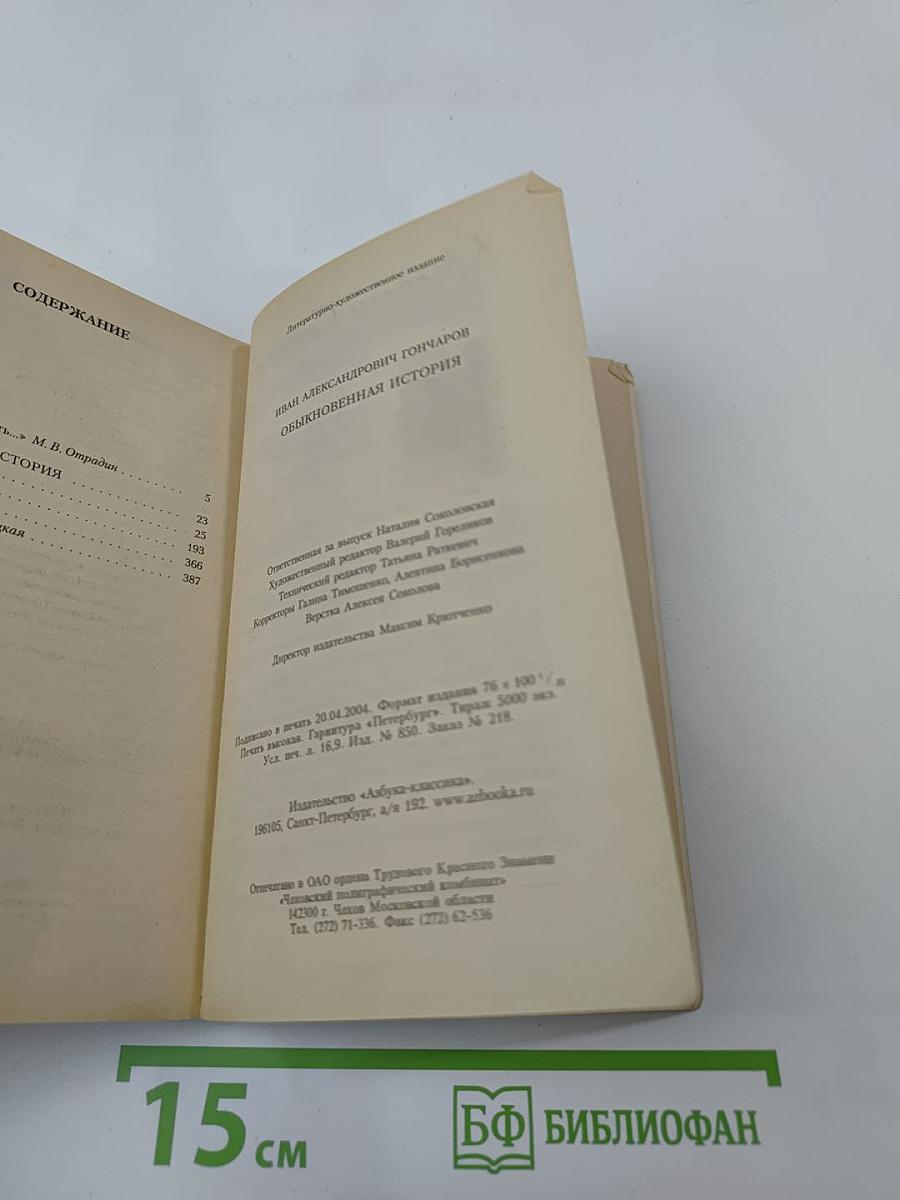 СОДЕРЖАНИЕ
ть...» М. В. Отрадин . . . . . . . . 5
СТОРИЯ . . . . . . . . . . . . 23
. . . . . . . . . . . . . . . . 25
. . . . . . . . . . . . . . . . 193
цкая . . . . . . . . . . . . . 366
. . . . . . . . . . . . . . . . 387
Литературно-художественное издание
ИВАН АЛЕКСАНДРОВИЧ ГОНЧАРОВ
ОБЫКНОВЕННАЯ ИСТОРИЯ
Ответственная за выпуск Наталия Соколовская
Художественный редактор Валерий Гореликов
Технический редактор Татьяна Раткевич
Корректоры Галина Тимошенко, Алевтина Борисенкова
Верстка Алексея Соколова
Директор издательства Максим Крютченко
Подписано в печать 20.04.2004. Формат издания 76 x 100
Печать высокая. Гарнитура «Петербург». Тираж 5000 экз.
Усл. печ. л. 16,9. Изд. № 850. Заказ № 218.
Издательство «Азбука-классика».
196105, Санкт-Петербург, а/я 192. www.azbooka.ru
Отпечатано в ОАО ордена Трудового Красного Знамени
«Чеховский полиграфический комбинат»
142300 г. Чехов Московской области
Тел. (272) 71-336. Факс (272) 62-536
15 см
БФ БИБЛИОФАН